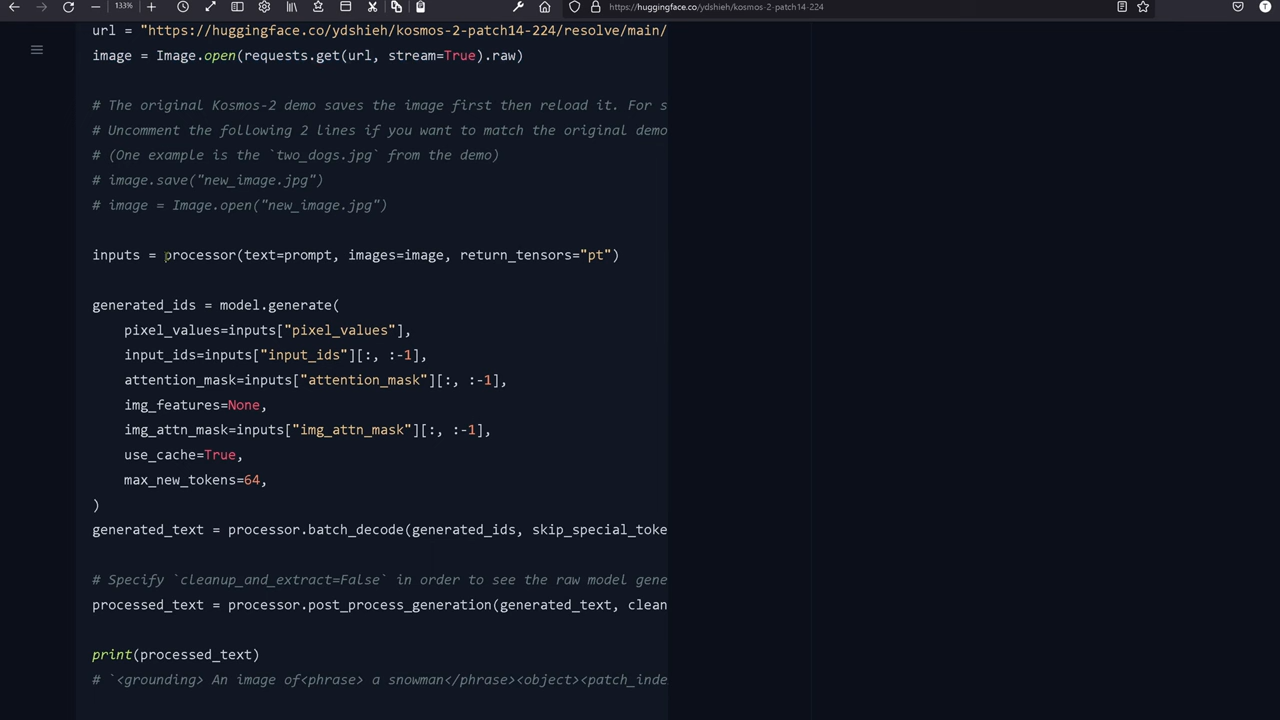 133%
https://huggingface.co/ydshieh/kosmos-2-patch14-224
T
url = "https://huggingface.co/ydshieh/kosmos-2-patch14-224/resolve/main/
image = Image.open(requests.get(url, stream=True).raw)
# The original Kosmos-2 demo saves the image first then reload it. For s
# Uncomment the following 2 lines if you want to match the original demo
# (One example is the `two_dogs.jpg` from the demo)
# image.save("new_image.jpg")
# image = Image.open("new_image.jpg")
inputs = processor(text=prompt, images=image, return_tensors="pt")
generated_ids = model.generate(
pixel_values=inputs["pixel_values"],
input_ids=inputs["input_ids"][:, :-1],
attention_mask=inputs["attention_mask"][:, :-1],
img_features=None,
img_attn_mask=inputs["img_attn_mask"][:, :-1],
use_cache=True,
max_new_tokens=64,
)
generated_text = processor.batch_decode(generated_ids, skip_special_toke
# Specify `cleanup_and_extract=False` in order to see the raw model gene
processed_text = processor.post_process_generation(generated_text, clean
print(processed_text)
# `<grounding> An image of<phrase> a snowman</phrase><object><patch_inde